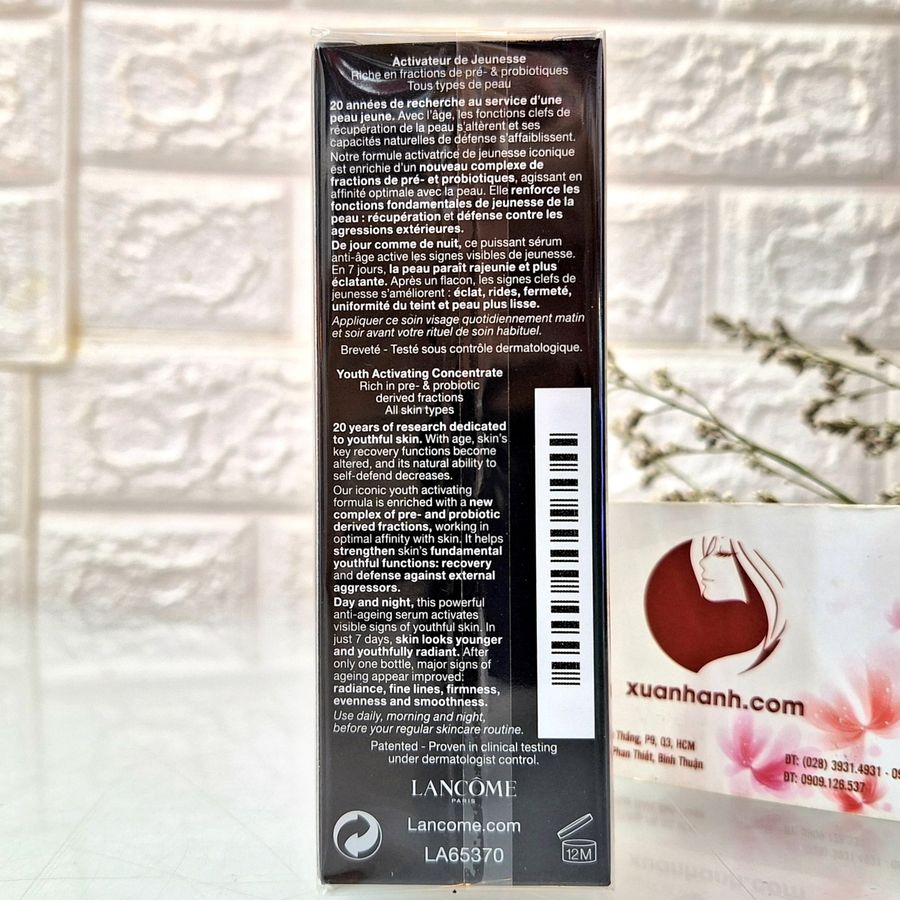 Activateur de Jeunesse
Riche en fractions de pré- & probiotiques
Tous types de peau
20 années de recherche au service d'une
peau jeune. Avec l'âge, les fonctions clefs de
récupération de la peau s'altèrent et ses
capacités naturelles de défense s'affaiblissent.
Notre formule activatrice de jeunesse iconique
est enrichie d'un nouveau complexe de
fractions de pré- et probiotiques, agissant en
affinité optimale avec la peau. Elle renforce les
fonctions fondamentales de jeunesse de la
peau : récupération et défense contre les
agressions extérieures.
De jour comme de nuit, ce puissant sérum
anti-âge active les signes visibles de jeunesse.
En 7 jours, la peau parait rajeunie et plus
éclatante. Après un flacon, les signes clefs de
jeunesse s'améliorent : éclat, rides, fermeté,
uniformité du teint et peau plus lisse.
Appliquer ce soin visage quotidiennement matin
et soir avant votre rituel de soin habituel.
Breveté - Testé sous contrôle dermatologique.
Youth Activating Concentrate
Rich in pre- & probiotic
derived fractions
All skin types
20 years of research dedicated
to youthful skin. With age, skin's
key recovery functions become
altered, and its natural ability to
self-defend decreases.
Our iconic youth activating
formula is enriched with a new
complex of pre- and probiotic
derived fractions, working in
optimal affinity with skin. It helps
strengthen skin's fundamental
youthful functions: recovery
and defense against external
aggressors.
Day and night, this powerful
anti-ageing serum activates
visible signs of youthful skin. In
just 7 days, skin looks younger
and youthfully radiant. After
only one bottle, major signs of
ageing appear improved:
radiance, fine lines, firmness,
evenness and smoothness.
Use daily, morning and night,
before your regular skincare routine.
Patented - Proven in clinical testing
under dermatologist control.
LANCÔME
PARIS
Lancome.com
LA65370
12M
xuanhanh.com
Tháng, P9, Q3, HCM
Phan Thiết, Bình Thuận
ĐT: (028) 3931.4931 - 09
ĐT: 0909.126.537